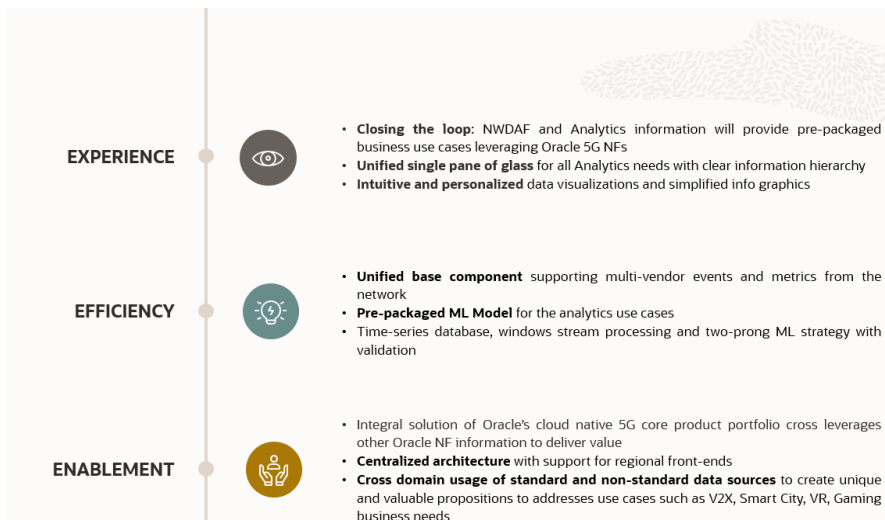 EXPERIENCE
• Closing the loop: NWDAF and Analytics information will provide pre-packaged
business use cases leveraging Oracle 5G NFs
• Unified single pane of glass for all Analytics needs with clear information hierarchy
• Intuitive and personalized data visualizations and simplified info graphics
EFFICIENCY
• Unified base component supporting multi-vendor events and metrics from the
network
• Pre-packaged ML Model for the analytics use cases
• Time-series database, windows stream processing and two-prong ML strategy with
validation
ENABLEMENT
• Integral solution of Oracle's cloud native 5G core product portfolio cross leverages
other Oracle NF information to deliver value
• Centralized architecture with support for regional front-ends
• Cross domain usage of standard and non-standard data sources to create unique
and valuable propositions to addresses use cases such as V2X, Smart City, VR, Gaming
business needs